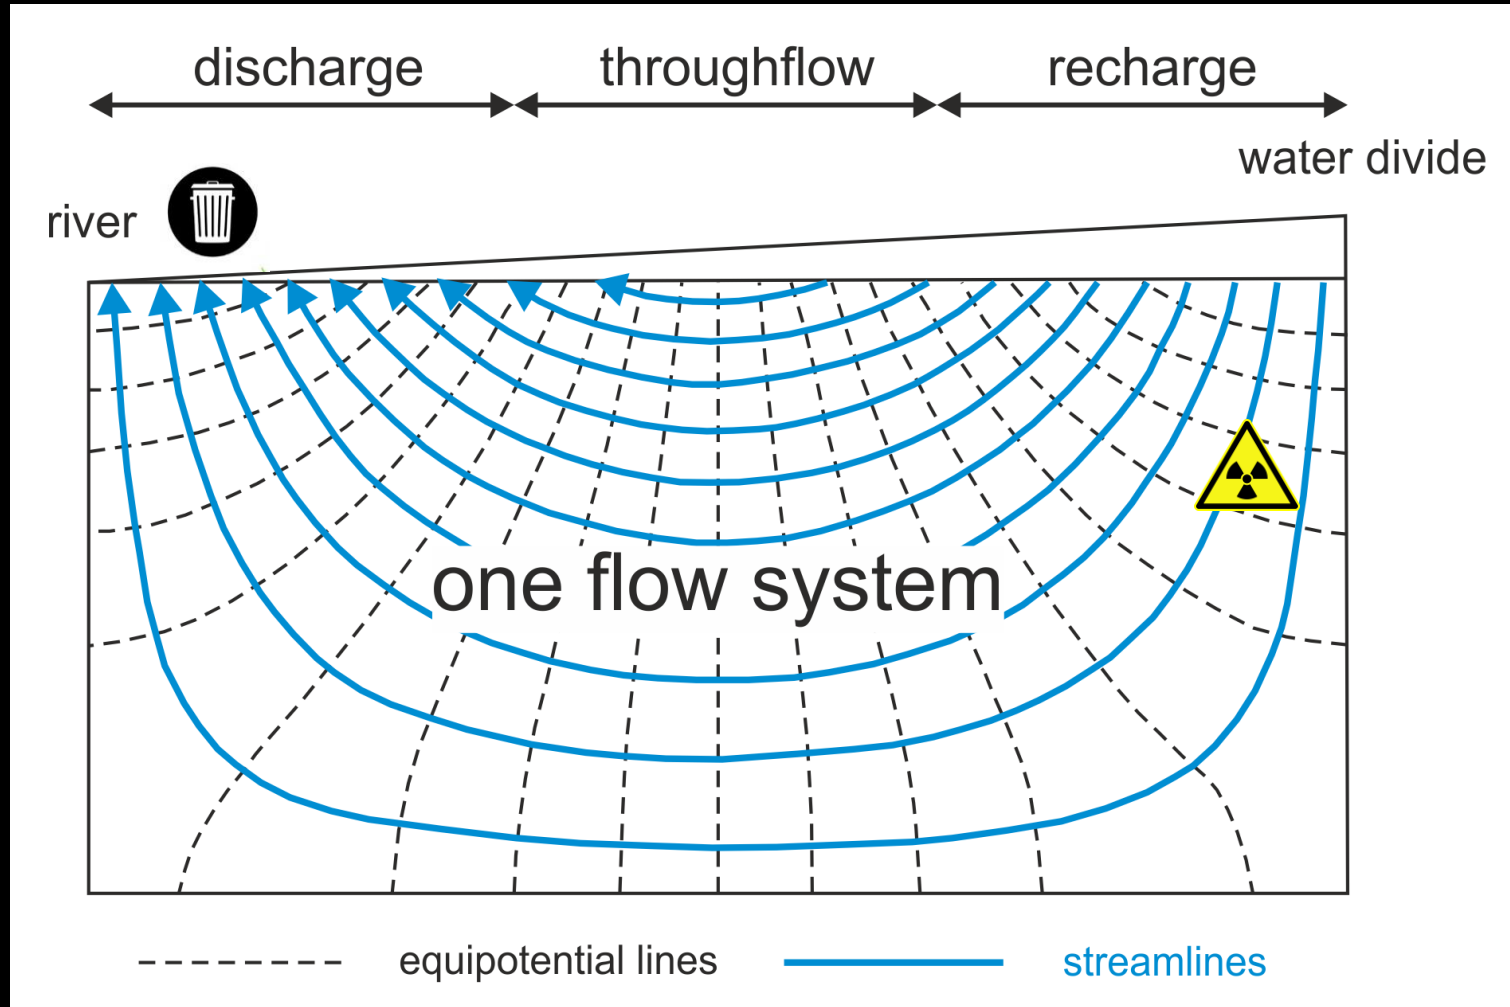 discharge throughflow recharge
water divide
river
one flow system
equipotential lines streamlines